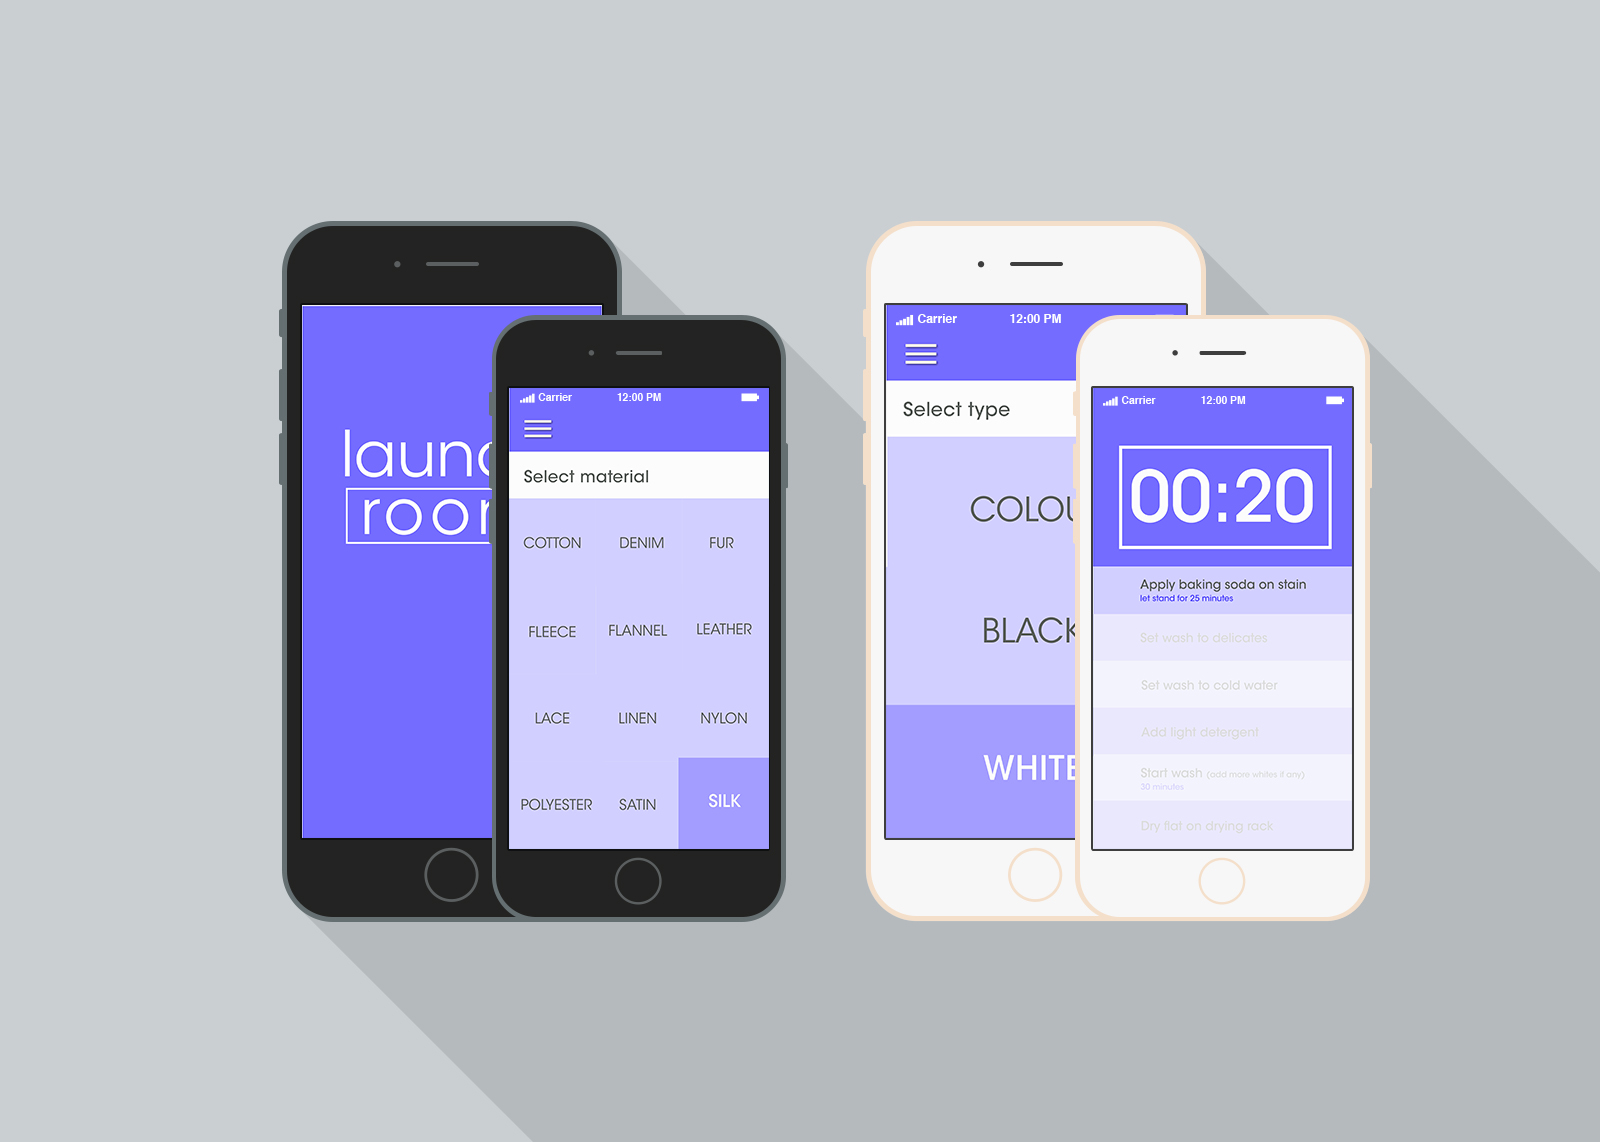 laun
roo
Carrier 12:00 PM
Select material
COTTON DENIM FUR
FLEECE FLANNEL LEATHER
LACE LINEN NYLON
POLYESTER SATIN SILK
Carrier 12:00 PM
Select type
COLOU
BLACK
WHITE
Carrier 12:00 PM
00:20
Apply baking soda on stain
let stand for 25 minutes
Set wash to delicates
Set wash to cold water
Add light detergent
Start wash (add more whites if any)
30 minutes
Dry flat on drying rack